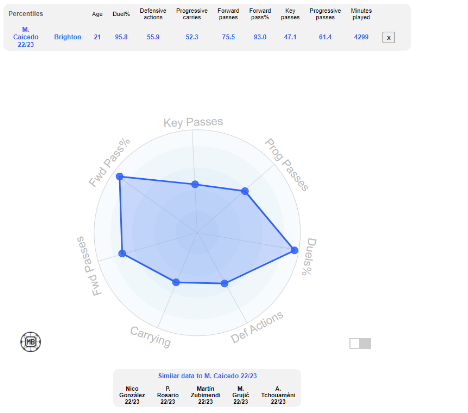 Percentiles Age Duel% Defensive actions Progressive carries Forward passes Forward pass% Key passes Progressive passes Minutes played
M. Caicedo 22/23 Brighton 21 95.8 55.9 52.3 75.5 93.0 47.1 61.4 4299 x
Key Passes
Fwd Pass%
Prog Passes
Duels%
Fwd Passes
Carrying
Def Actions
MB
Similar data to M. Caicedo 22/23
Nico González 22/23 P. Rosario 22/23 Martín Zubimendi 22/23 M. Grujić 22/23 A. Tchouaméni 22/23